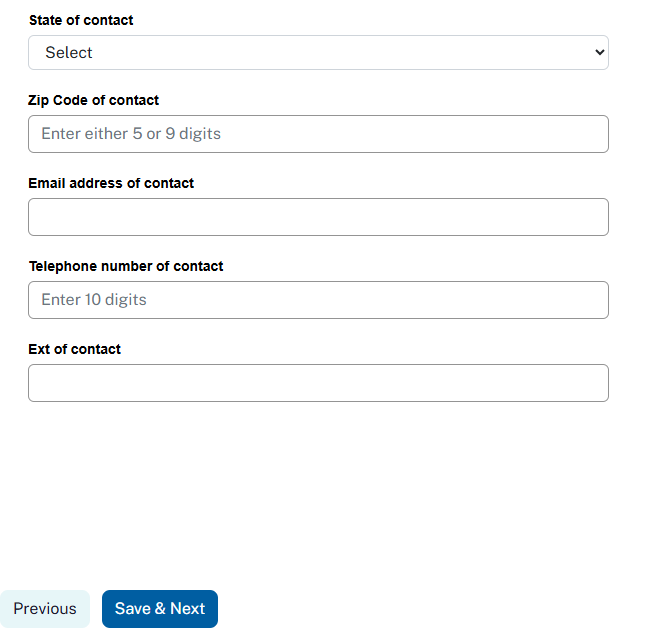 State of contact
Select
Zip Code of contact
Enter either 5 or 9 digits
Email address of contact
Telephone number of contact
Enter 10 digits
Ext of contact
Previous Save & Next